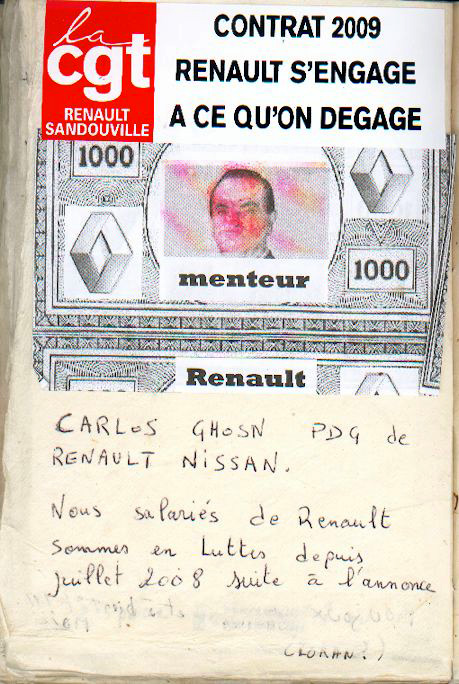 la
cgt
RENAULT
SANDOUVILLE
CONTRAT 2009
RENAULT S'ENGAGE
A CE QU'ON DEGAGE
1000
1000
menteur
Renault
CARLOS GHOSN PDG de
RENAULT NISSAN.
Nous salariés de Renault
sommes en luttes depuis
juillet 2008 suite à l'annonce